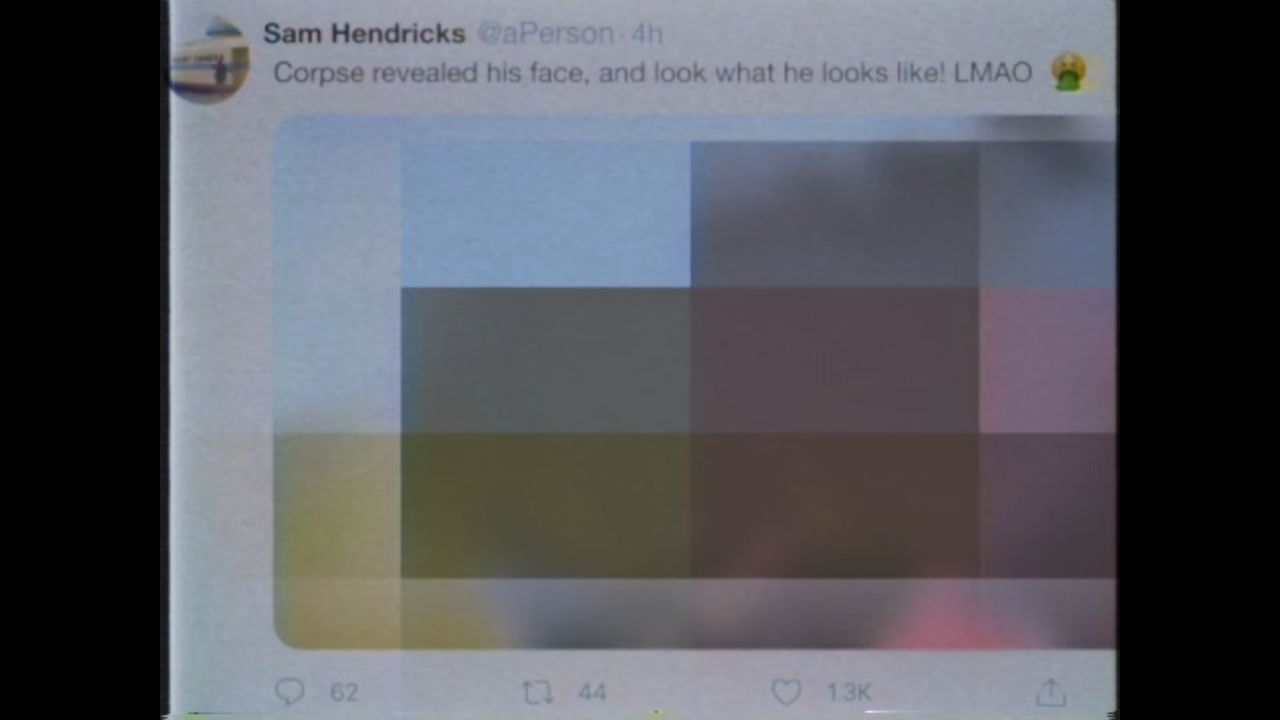 Sam Hendricks @aPerson · 4h
Corpse revealed his face, and look what he looks like! LMAO 🤮
62 44 1.3K